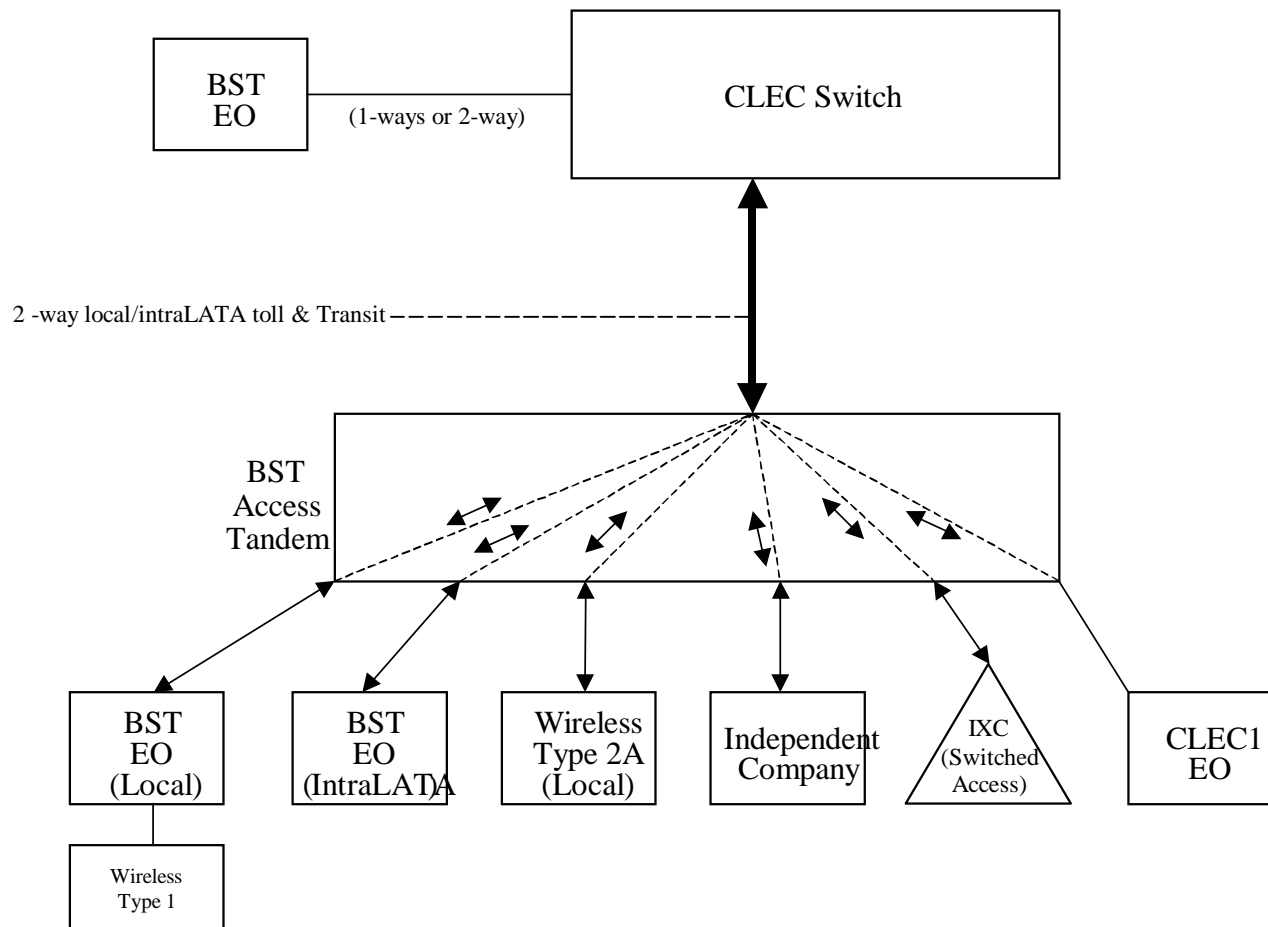 BST
EO
(1-ways or 2-way)
CLEC Switch
2 -way local/intraLATA toll & Transit
BST
Access
Tandem
BST
EO
(Local)
BST
EO
(IntraLAT)A
Wireless
Type 2A
(Local)
Independent
Company
IXC
(Switched
Access)
CLEC1
EO
Wireless
Type 1